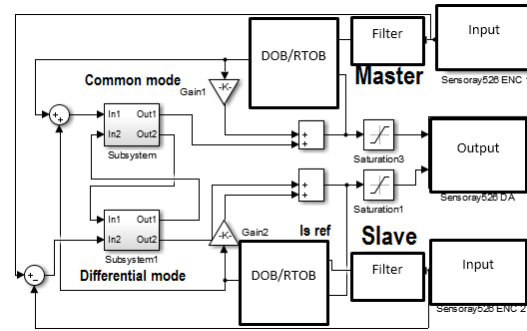 DOB/RTOB
Filter
Input
Common mode
Gain1
-K-
Master
Sensoray526 ENC 1
+
+
In1
In2
Out1
Out2
Subsystem
+
+
Saturation3
Output
+
+
Saturation1
Sensoray526 DA
In1
In2
Out1
Out2
Subsystem1
-K-
Gain2
Is ref
Slave
Input
+
−
Differential mode
DOB/RTOB
Filter
Sensoray526 ENC 2